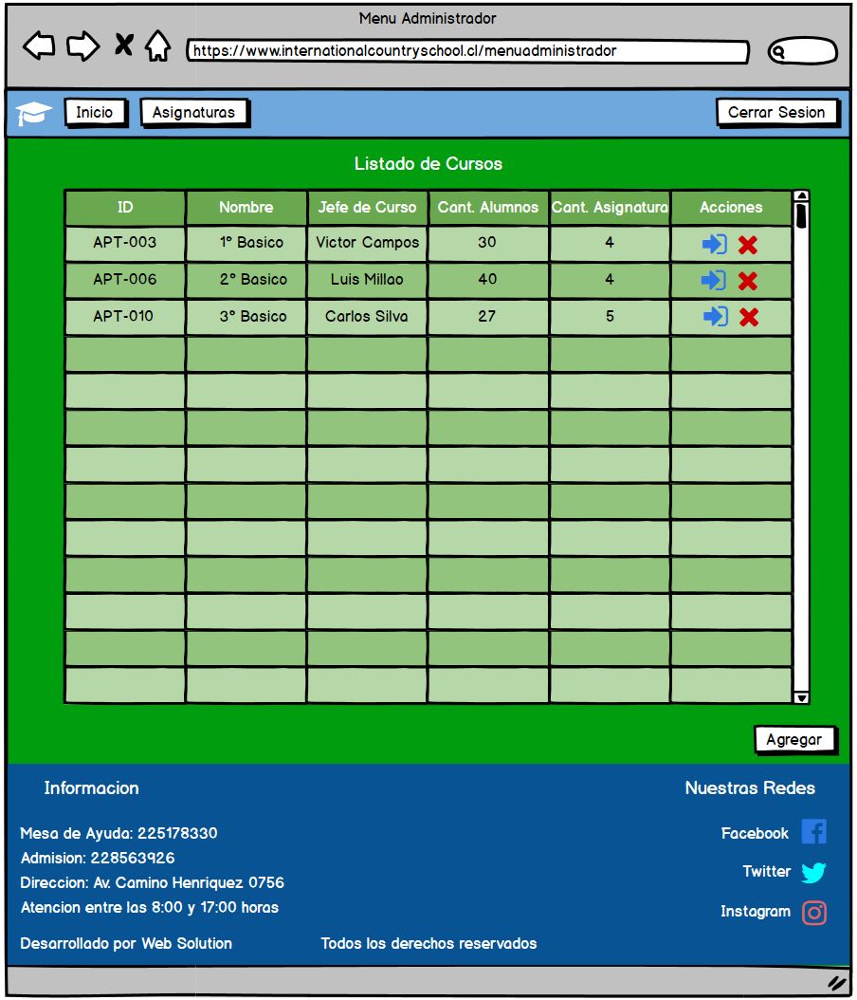 Menu Administrador
https://www.internationalcountryschool.cl/menuadministrador
Inicio Asignaturas Cerrar Sesion
Listado de Cursos
ID Nombre Jefe de Curso Cant. Alumnos Cant. Asignatura Acciones
APT-003 1° Basico Victor Campos 30 4
APT-006 2° Basico Luis Millao 40 4
APT-010 3° Basico Carlos Silva 27 5
Agregar
Informacion Nuestras Redes
Mesa de Ayuda: 225178330 Facebook
Admision: 228563926
Direccion: Av. Camino Henriquez 0756 Twitter
Atencion entre las 8:00 y 17:00 horas Instagram
Desarrollado por Web Solution Todos los derechos reservados